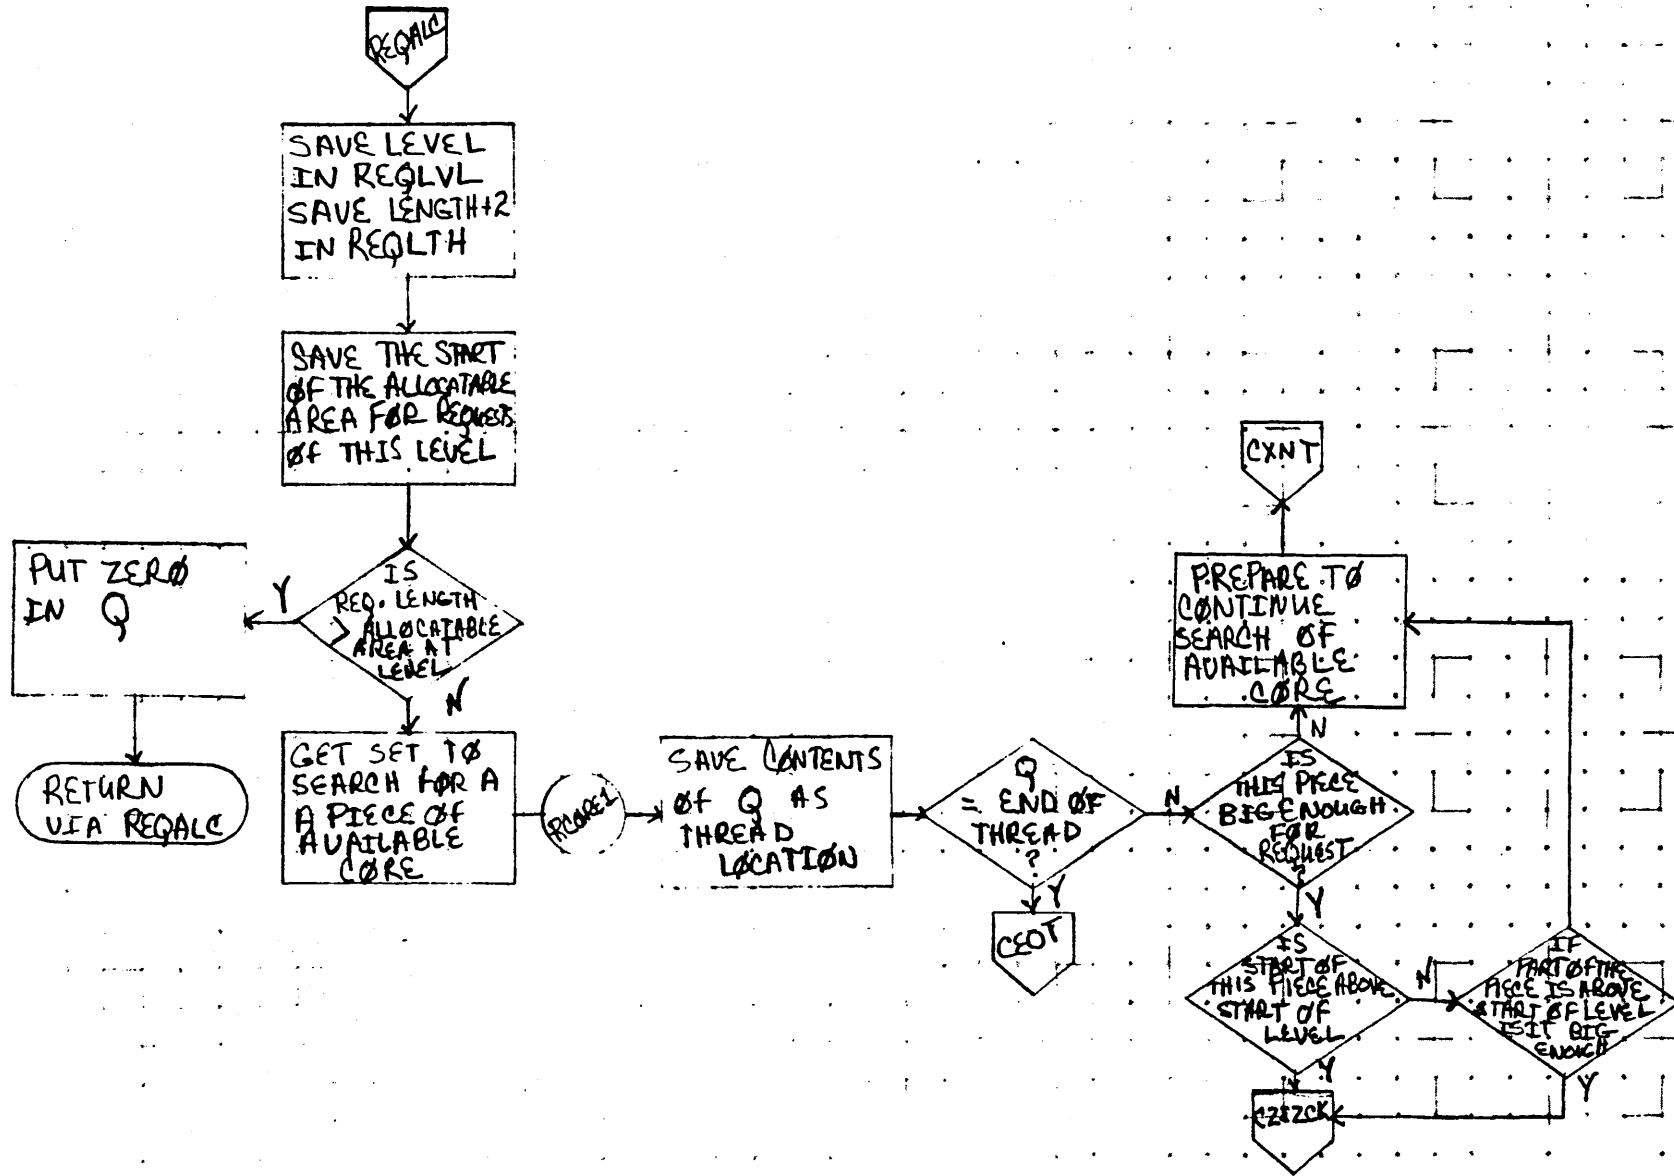 REQALC
SAVE LEVEL
IN REQLVL
SAVE LENGTH+2
IN REQLTH
SAVE THE START
ØF THE ALLOCATABLE
AREA FØR REQUESTS
ØF THIS LEVEL
IS
REQ. LENGTH
> ALLOCATABLE
AREA AT
LEVEL
Y
N
PUT ZERØ
IN Q
RETURN
VIA REQALC
GET SET TØ
SEARCH FØR A
A PIECE ØF
AVAILABLE
CØRE
RCØRE1
SAVE CØNTENTS
ØF Q AS
THREAD
LØCATIØN
Q
= END ØF
THREAD
?
N
Y
CEOT
IS
THIS PIECE
BIG ENOUGH
FØR
REQUEST
?
N
Y
PREPARE TØ
CØNTINUE
SEARCH ØF
AVAILABLE
CØRE
CXNT
IS
START ØF
THIS PIECE ABOVE
START ØF
LEVEL
N
Y
IF
PART ØF THE
PIECE IS ABOVE
START ØF LEVEL
IS IT BIG
ENOUGH
Y